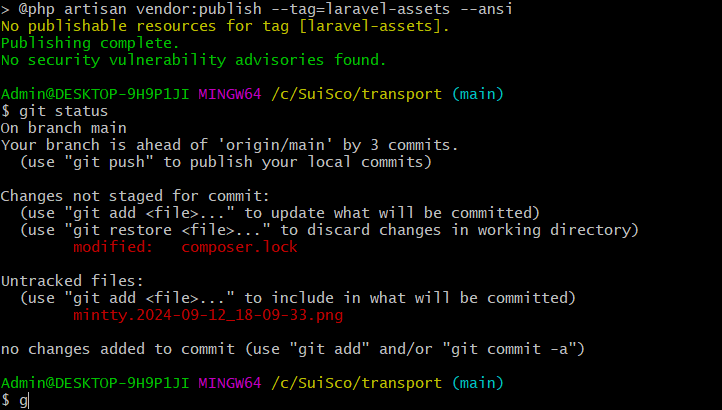 > @php artisan vendor:publish --tag=laravel-assets --ansi
No publishable resources for tag [laravel-assets].
Publishing complete.
No security vulnerability advisories found.
Admin@DESKTOP-9H9P1JI MINGW64 /c/SuiSco/transport (main)
$ git status
On branch main
Your branch is ahead of 'origin/main' by 3 commits.
(use "git push" to publish your local commits)
Changes not staged for commit:
(use "git add <file>..." to update what will be committed)
(use "git restore <file>..." to discard changes in working directory)
modified: composer.lock
Untracked files:
(use "git add <file>..." to include in what will be committed)
mintty.2024-09-12_18-09-33.png
no changes added to commit (use "git add" and/or "git commit -a")
Admin@DESKTOP-9H9P1JI MINGW64 /c/SuiSco/transport (main)
$ g